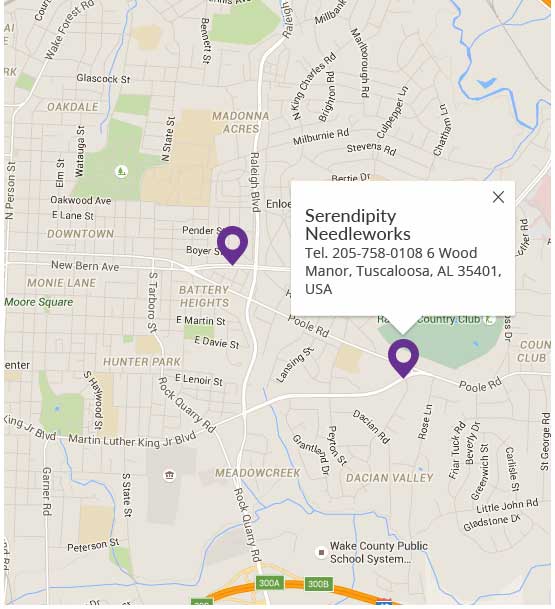 Wake Forest Rd
Bennett St
Raleigh
Millbank
Marlborough Rd
N King Charles Rd
Brighton Rd
Culpepper Ln
Chatham Ln
Glascock St
OAKDALE
MADONNA
ACRES
N State St
Milburnie Rd
Stevens Rd
Bertie Dr
N Person St
Elm St
Watauga St
Raleigh Blvd
Oakwood Ave
E Lane St
Enloe
DOWNTOWN
Pender St
Boyer St
New Bern Ave
MONIE LANE
Moore Square
S Tarboro St
BATTERY
HEIGHTS
Serendipity
Needleworks
Tel. 205-758-0108 6 Wood
Manor, Tuscaloosa, AL 35401,
USA
Country Club
E Martin St
E Davie St
Poole Rd
Lansing St
HUNTER PARK
enter
E Lenoir St
S Haywood St
Rock Quarry Rd
COUN
CLUB
Poole Rd
King Jr Blvd
Martin Luther King Jr Blvd
Dacian Rd
Rose Ln
Peyton St
Grantland Dr
Friar Tuck Rd
Beverly Dr
Greenwich St
Carlisle St
St George Rd
MEADOWCREEK
DACIAN VALLEY
Garner Rd
S State St
Rock Quarry Rd
Little John Rd
Gladstone Dr
Peterson St
Wake County Public
School System...
300A
300B